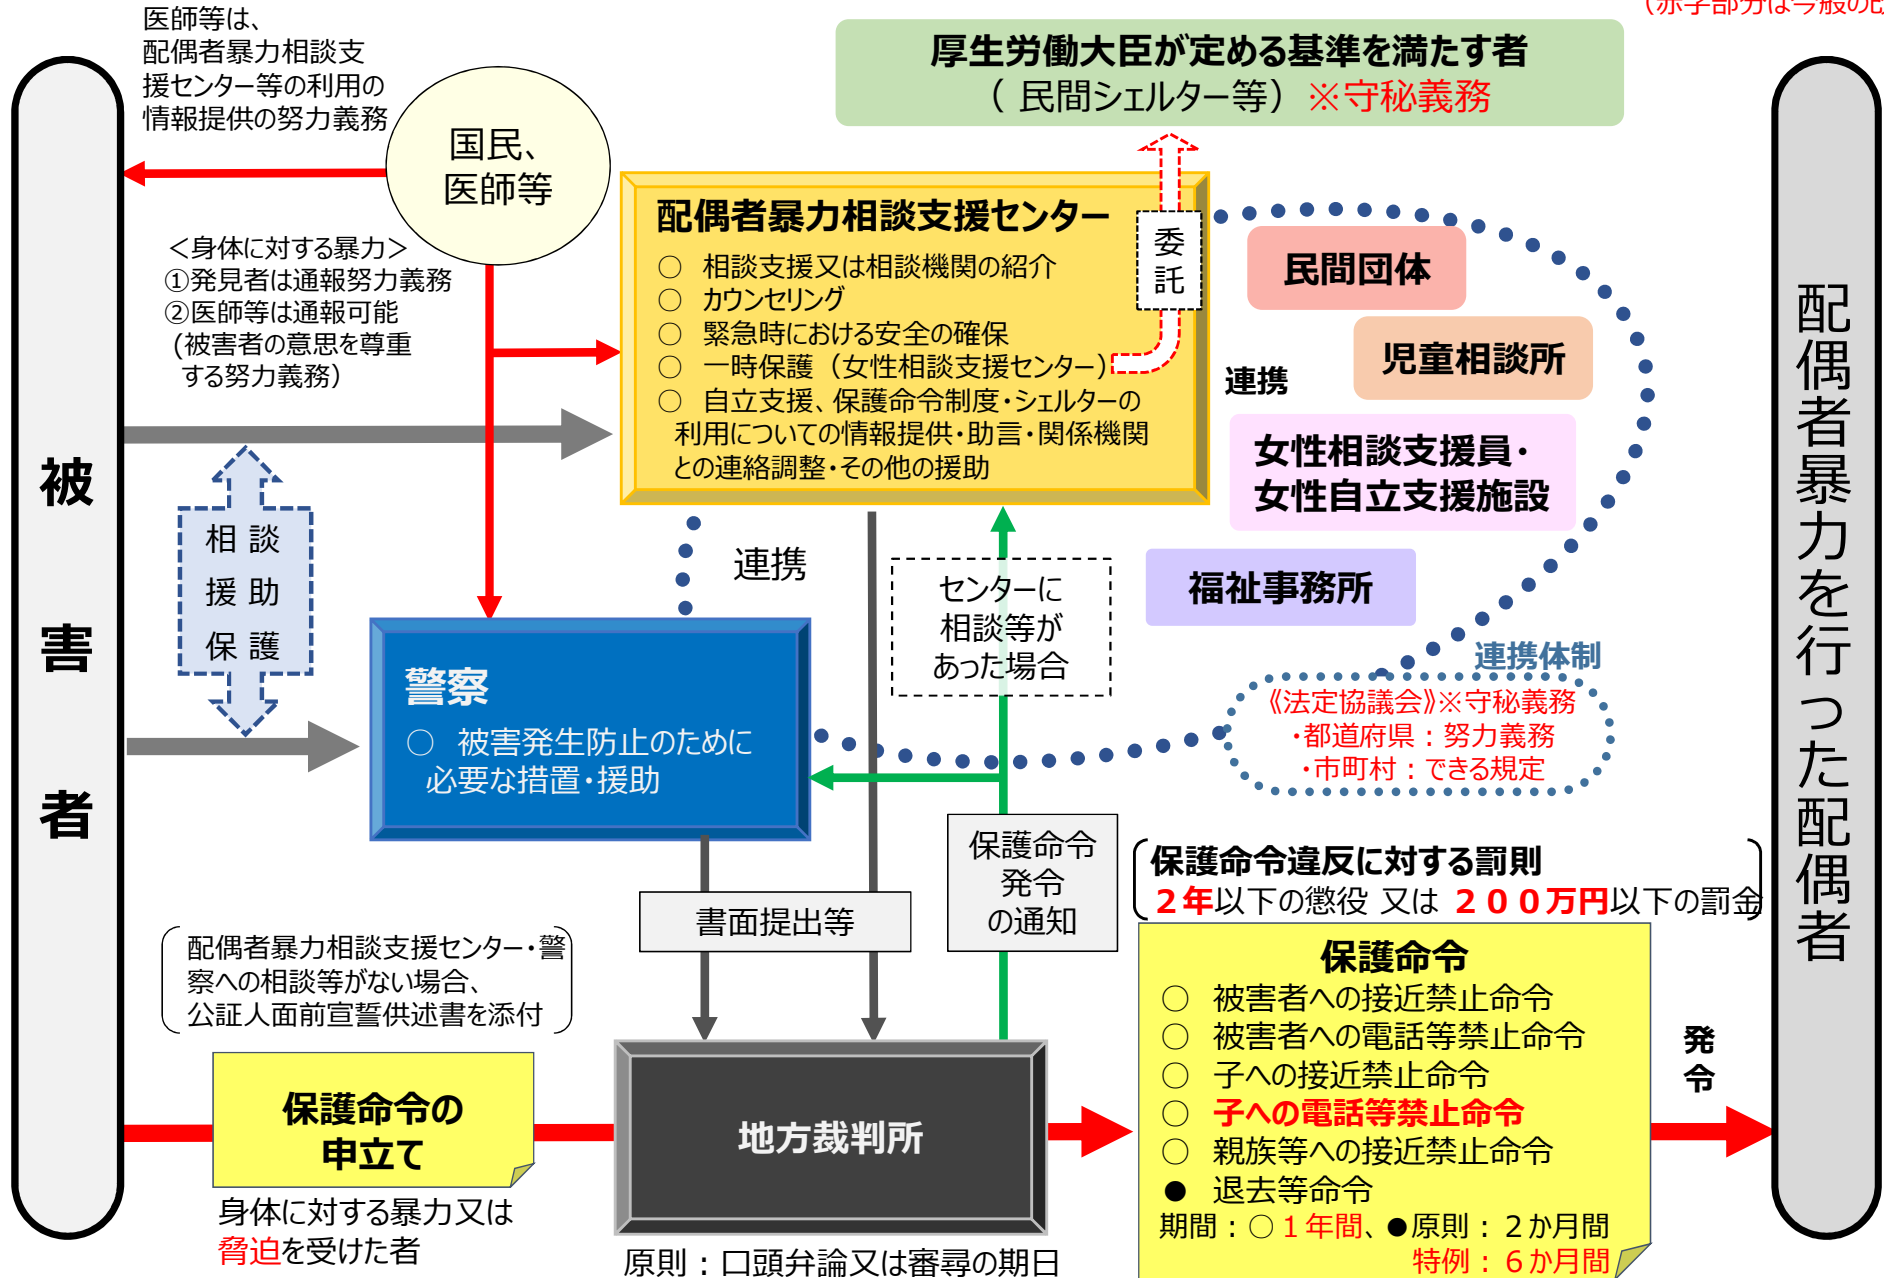 (赤字部分は今般の
医師等は、
配偶者暴力相談支
援センター等の利用の
情報提供の努力義務
国民、
医師等
厚生労働大臣が定める基準を満たす者
（ 民間シェルター等）※守秘義務
＜身体に対する暴力＞
①発見者は通報努力義務
②医師等は通報可能
(被害者の意思を尊重
する努力義務）
配偶者暴力相談支援センター
○ 相談支援又は相談機関の紹介
○ カウンセリング
○ 緊急時における安全の確保
○ 一時保護（女性相談支援センター）
○ 自立支援、保護命令制度・シェルターの
利用についての情報提供・助言・関係機関
との連絡調整・その他の援助
委
託
民間団体
児童相談所
連携
女性相談支援員・
女性自立支援施設
福祉事務所
連携体制
《法定協議会》※守秘義務
・都道府県：努力義務
・市町村：できる規定
被害者
相談
援助
保護
連携
センターに
相談等が
あった場合
警察
○ 被害発生防止のために
必要な措置・援助
書面提出等
保護命令
発令
の通知
配偶者暴力相談支援センター・警
察への相談等がない場合、
公証人面前宣誓供述書を添付
保護命令の
申立て
身体に対する暴力又は
脅迫を受けた者
地方裁判所
原則：口頭弁論又は審尋の期日
保護命令違反に対する罰則
２年以下の懲役 又は ２００万円以下の罰金
保護命令
○ 被害者への接近禁止命令
○ 被害者への電話等禁止命令
○ 子への接近禁止命令
○ 子への電話等禁止命令
○ 親族等への接近禁止命令
● 退去等命令
期間：○１年間、●原則：２か月間
特例：６か月間
発
令
配偶者暴力を行った配偶者